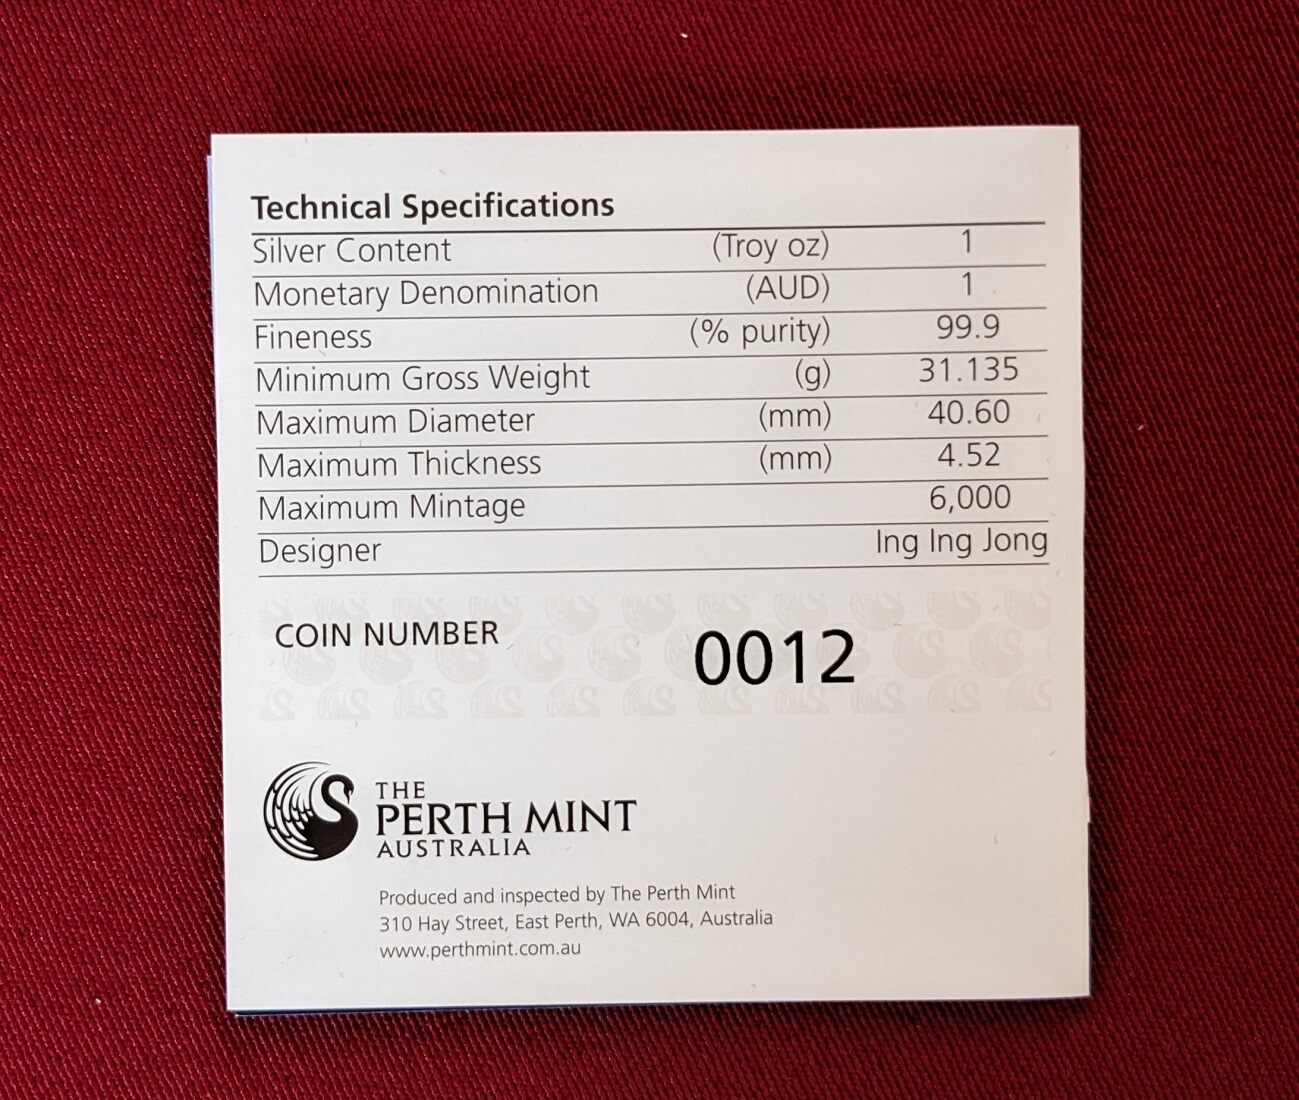 Technical Specifications
Silver Content (Troy oz) 1
Monetary Denomination (AUD) 1
Fineness (% purity) 99.9
Minimum Gross Weight (g) 31.135
Maximum Diameter (mm) 40.60
Maximum Thickness (mm) 4.52
Maximum Mintage 6,000
Designer Ing Ing Jong
COIN NUMBER 0012
THE
PERTH MINT
AUSTRALIA
Produced and inspected by The Perth Mint
310 Hay Street, East Perth, WA 6004, Australia
www.perthmint.com.au